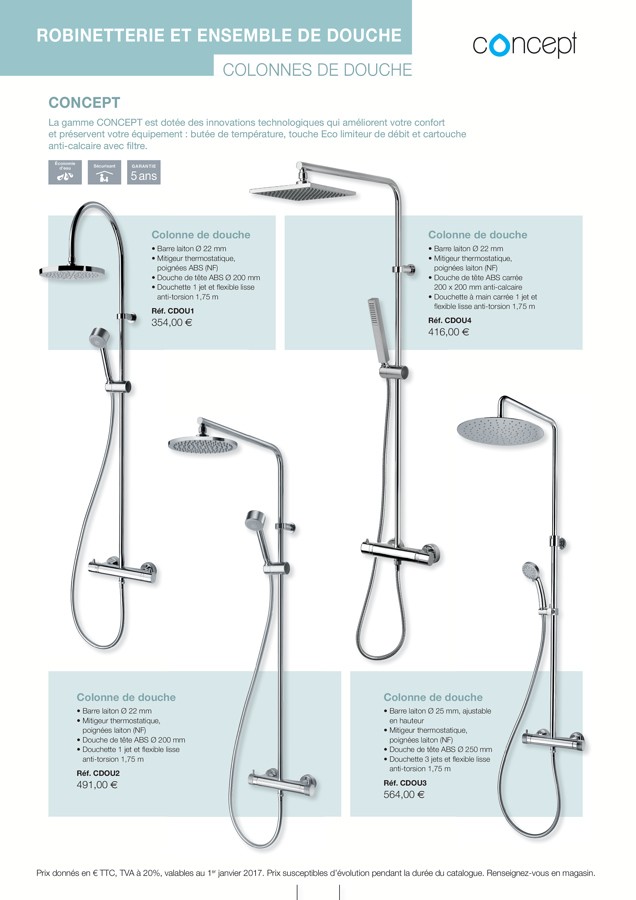 ROBINETTERIE ET ENSEMBLE DE DOUCHE
concept
COLONNES DE DOUCHE
CONCEPT
La gamme CONCEPT est dotée des innovations technologiques qui améliorent votre confort
et préservent votre équipement : butée de température, touche Eco limiteur de débit et cartouche
anti-calcaire avec filtre.
Économie
d'eau
Sécurisant
GARANTIE
5 ans
Colonne de douche
• Barre laiton Ø 22 mm
• Mitigeur thermostatique,
poignées ABS (NF)
• Douche de tête ABS Ø 200 mm
• Douchette 1 jet et flexible lisse
anti-torsion 1,75 m
Réf. CDOU1
354,00 €
Colonne de douche
• Barre laiton Ø 22 mm
• Mitigeur thermostatique,
poignées laiton (NF)
• Douche de tête ABS carrée
200 x 200 mm anti-calcaire
• Douchette à main carrée 1 jet et
flexible lisse anti-torsion 1,75 m
Réf. CDOU4
416,00 €
Colonne de douche
• Barre laiton Ø 22 mm
• Mitigeur thermostatique,
poignées laiton (NF)
• Douche de tête ABS Ø 200 mm
• Douchette 1 jet et flexible lisse
anti-torsion 1,75 m
Réf. CDOU2
491,00 €
Colonne de douche
• Barre laiton Ø 25 mm, ajustable
en hauteur
• Mitigeur thermostatique,
poignées laiton (NF)
• Douche de tête ABS Ø 250 mm
• Douchette 3 jets et flexible lisse
anti-torsion 1,75 m
Réf. CDOU3
564,00 €
Prix donnés en € TTC, TVA à 20%, valables au 1er janvier 2017. Prix susceptibles d'évolution pendant la durée du catalogue. Renseignez-vous en magasin.